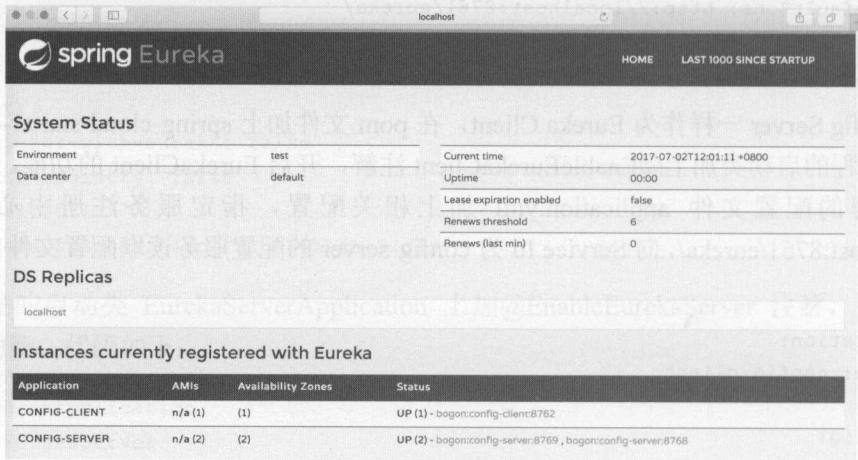 localhost
spring Eureka
HOME LAST 1000 SINCE STARTUP
System Status
Environment test
Data center default
Current time 2017-07-02T12:01:11 +0800
Uptime 00:00
Lease expiration enabled false
Renews threshold 6
Renews (last min) 0
DS Replicas
localhost
Instances currently registered with Eureka
Application AMIs Availability Zones Status
CONFIG-CLIENT n/a (1) (1) UP (1) - bogon:config-client:8762
CONFIG-SERVER n/a (2) (2) UP (2) - bogon:config-server:8769 , bogon:config-server:8768